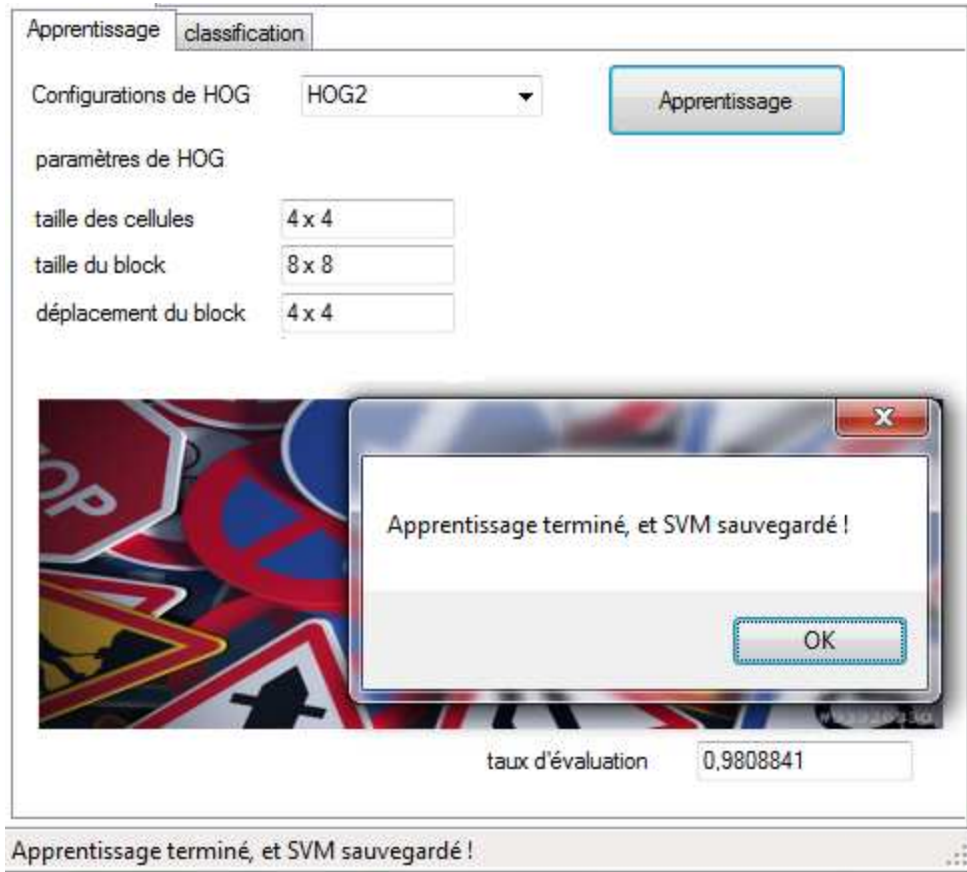 Apprentissage classification
Configurations de HOG HOG2 Apprentissage
paramètres de HOG
taille des cellules 4 x 4
taille du block 8 x 8
déplacement du block 4 x 4
STOP
X
Apprentissage terminé, et SVM sauvegardé !
OK
taux d'évaluation 0,9808841
Apprentissage terminé, et SVM sauvegardé !